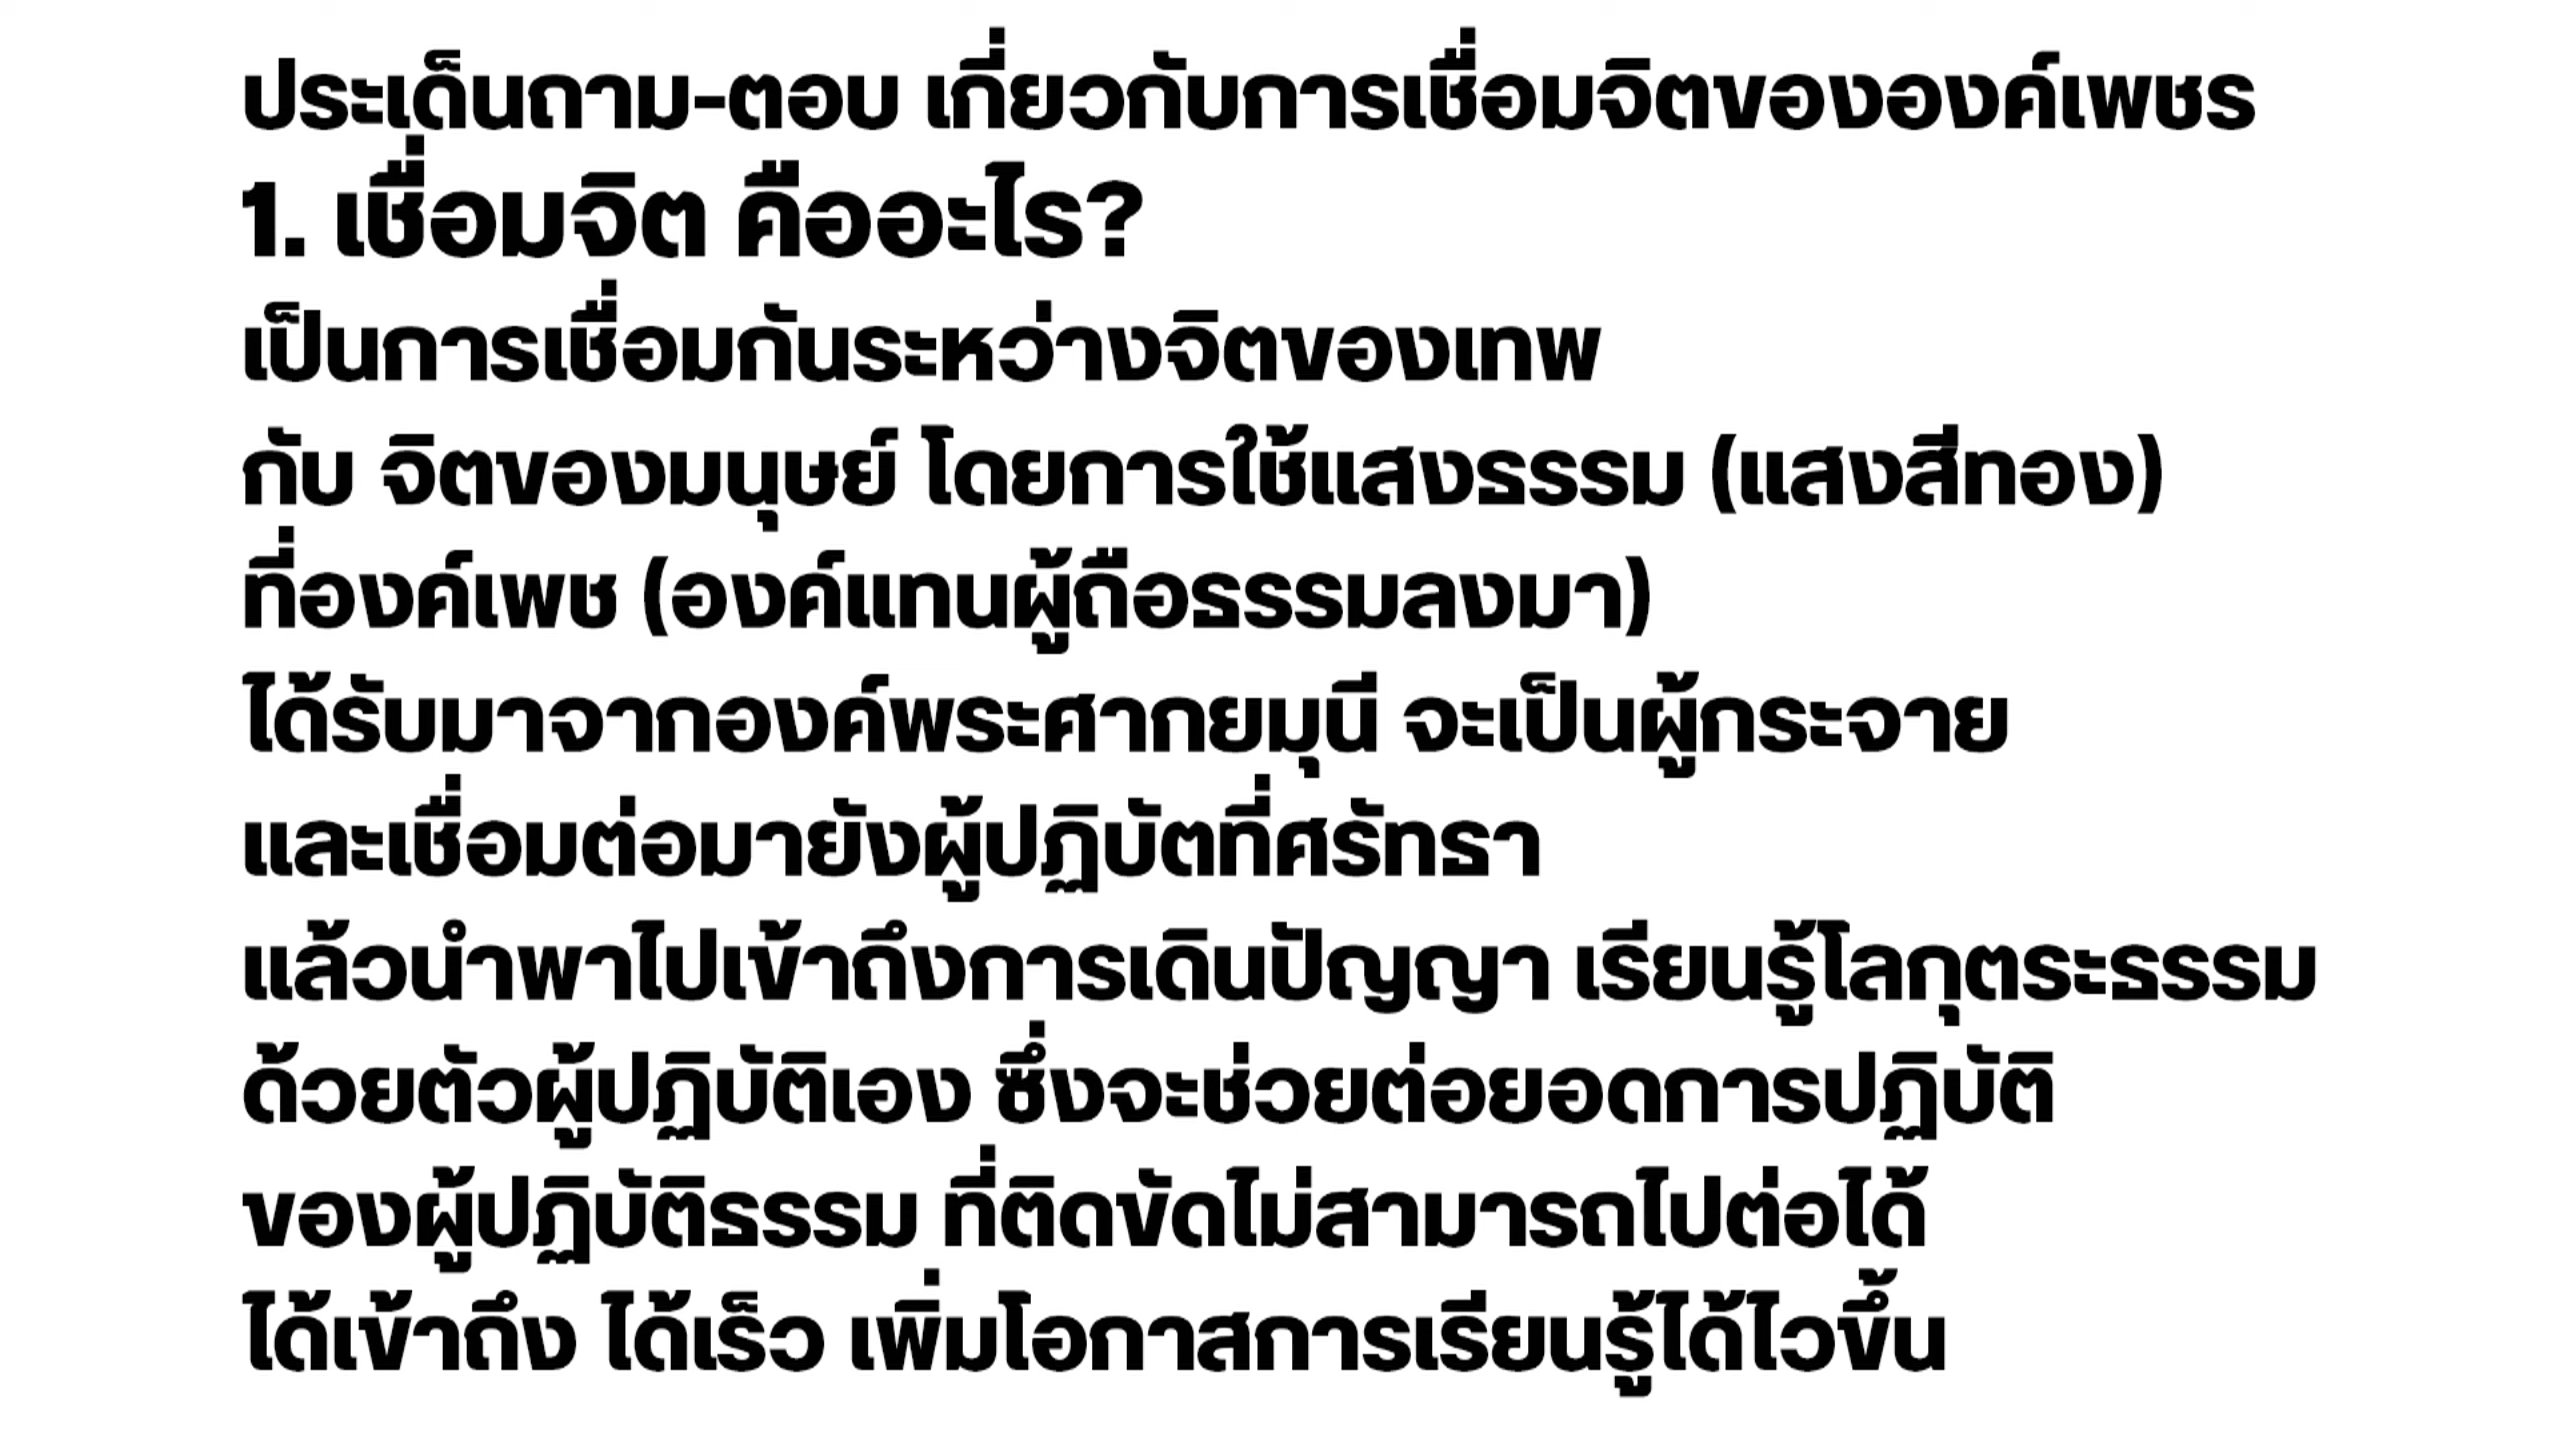 ประเด็นถาม-ตอบ เกี่ยวกับการเชื่อมจิตขององค์เพชร
1. เชื่อมจิต คืออะไร?
เป็นการเชื่อมกันระหว่างจิตของเทพ
กับ จิตของมนุษย์ โดยการใช้แสงธรรม (แสงสีทอง)
ที่องค์เพช (องค์แทนผู้ถือธรรมลงมา)
ได้รับมาจากองค์พระศากยมุนี จะเป็นผู้กระจาย
และเชื่อมต่อมายังผู้ปฏิบัตที่ศรัทธา
แล้วนำพาไปเข้าถึงการเดินปัญญา เรียนรู้โลกุตระธรรม
ด้วยตัวผู้ปฏิบัติเอง ซึ่งจะช่วยต่อยอดการปฏิบัติ
ของผู้ปฏิบัติธรรม ที่ติดขัดไม่สามารถไปต่อได้
ได้เข้าถึง ได้เร็ว เพิ่มโอกาสการเรียนรู้ได้ไวขึ้น